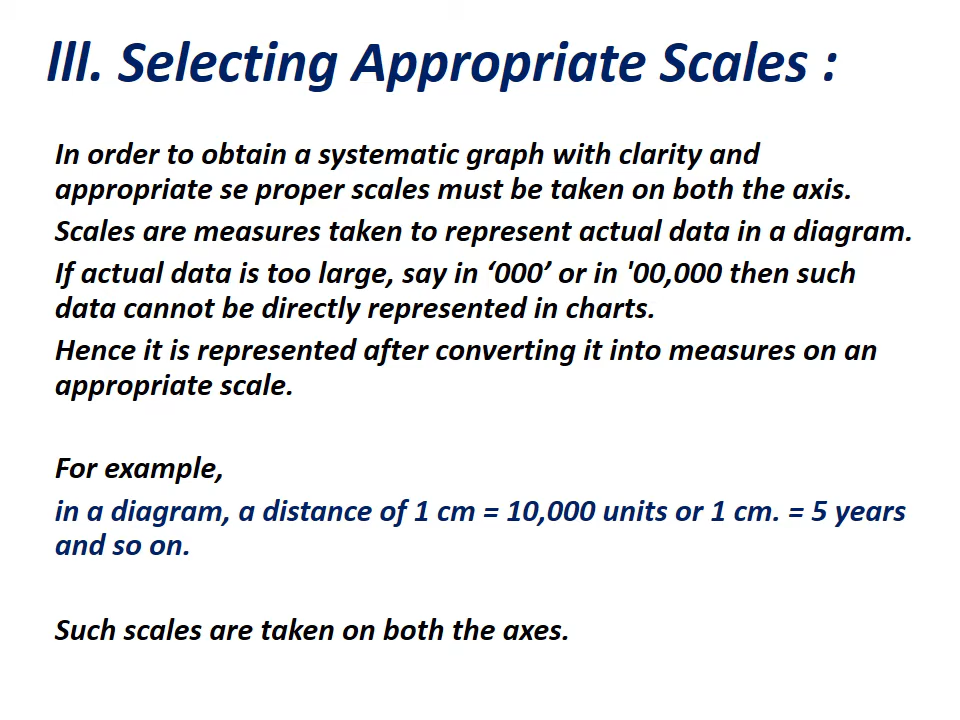 lll. Selecting Appropriate Scales :
In order to obtain a systematic graph with clarity and
appropriate se proper scales must be taken on both the axis.
Scales are measures taken to represent actual data in a diagram.
If actual data is too large, say in ‘000’ or in '00,000 then such
data cannot be directly represented in charts.
Hence it is represented after converting it into measures on an
appropriate scale.
For example,
in a diagram, a distance of 1 cm = 10,000 units or 1 cm. = 5 years
and so on.
Such scales are taken on both the axes.